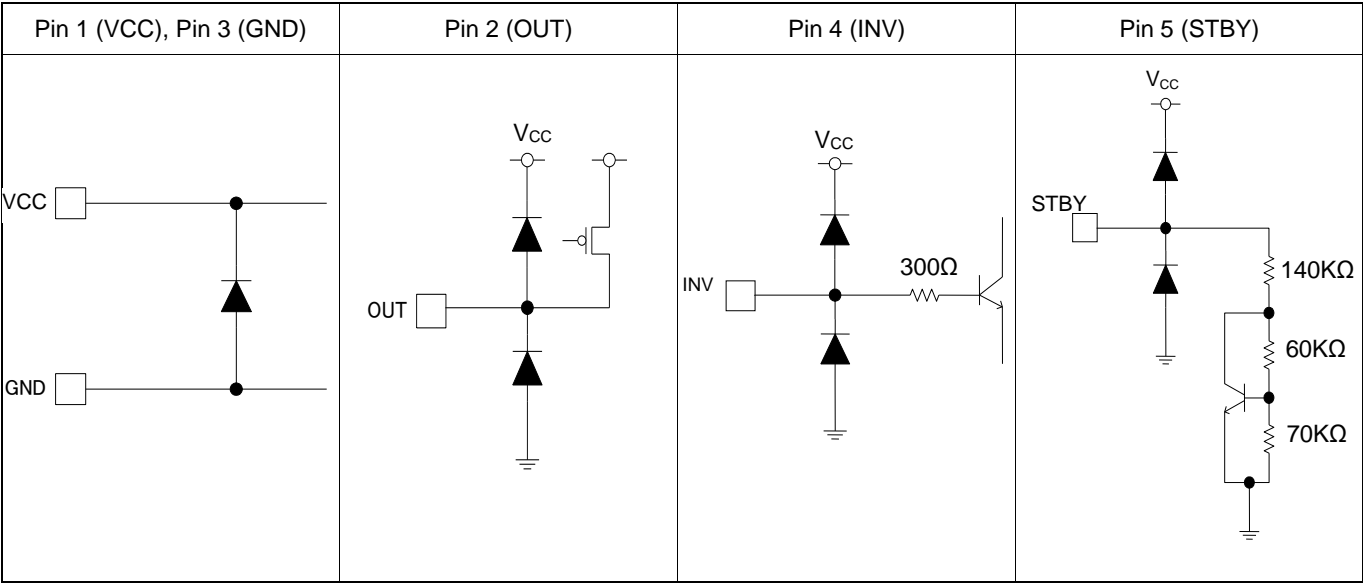 Pin 1 (VCC), Pin 3 (GND)
Pin 2 (OUT)
Pin 4 (INV)
Pin 5 (STBY)
VCC
GND
VCC
OUT
VCC
INV
300Ω
VCC
STBY
140KΩ
60KΩ
70KΩ